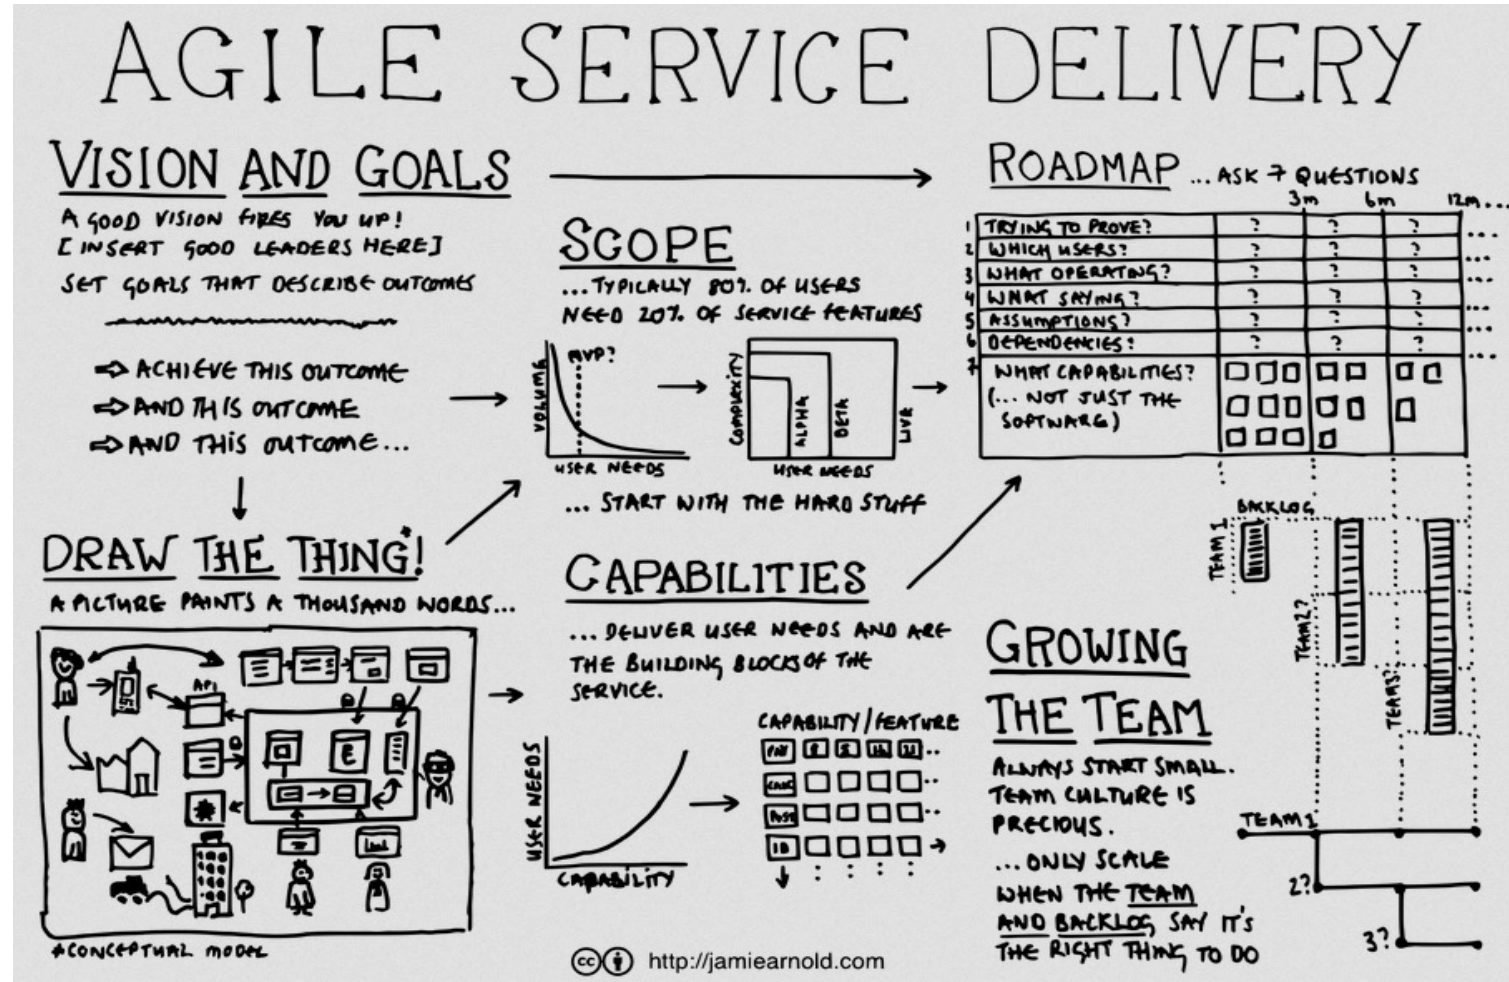 AGILE SERVICE DELIVERY
VISION AND GOALS
A GOOD VISION FIRES YOU UP!
[INSERT GOOD LEADERS HERE]
SET GOALS THAT DESCRIBE OUTCOMES
⇒ ACHIEVE THIS OUTCOME
⇒ AND THIS OUTCOME
⇒ AND THIS OUTCOME...
DRAW THE THING*!
A PICTURE PAINTS A THOUSAND WORDS...
API
*CONCEPTUAL MODEL
SCOPE
...TYPICALLY 80% OF USERS
NEED 20% OF SERVICE FEATURES
VOLUME
MVP?
USER NEEDS
COMPLEXITY
ALPHA
BETA
LIVE
USER NEEDS
... START WITH THE HARD STUFF
CAPABILITIES
... DELIVER USER NEEDS AND ARE
THE BUILDING BLOCKS OF THE
SERVICE.
USER NEEDS
CAPABILITY
CAPABILITY/FEATURE
PAY
CASE
POST
ID
ROADMAP ...ASK 7 QUESTIONS
3m 6m 12m...
1 TRYING TO PROVE? ? ? ? ...
2 WHICH USERS? ? ? ? ...
3 WHAT OPERATING? ? ? ? ...
4 WHAT SAYING? ? ? ? ...
5 ASSUMPTIONS? ? ? ? ...
6 DEPENDENCIES? ? ? ? ...
7 WHAT CAPABILITIES?
(... NOT JUST THE
SOFTWARE)
BACKLOG
TEAM 1
TEAM 2?
TEAM 3?
GROWING
THE TEAM
ALWAYS START SMALL.
TEAM CULTURE IS
PRECIOUS.
... ONLY SCALE
WHEN THE TEAM
AND BACKLOG SAY IT'S
THE RIGHT THING TO DO
TEAM 1
2?
3?
cc http://jamiearnold.com